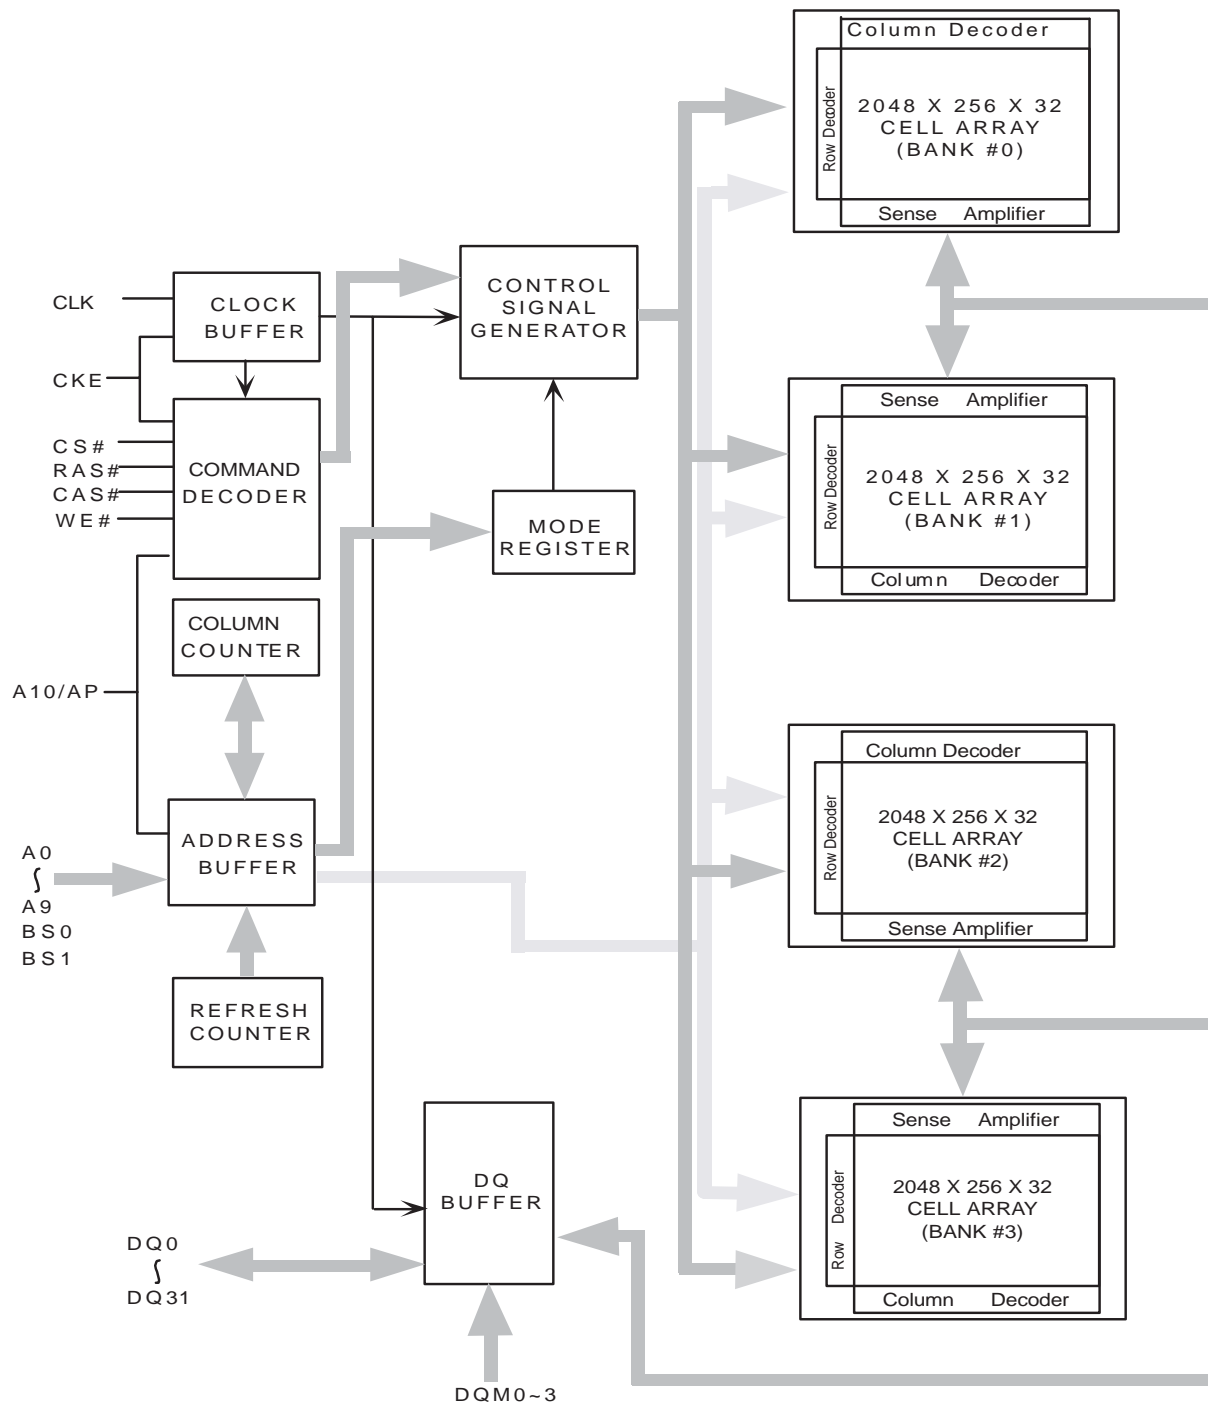 Column Decoder
Row Decoder
2048 X 256 X 32
CELL ARRAY
(BANK #0)
Sense Amplifier
CLK
CLOCK
BUFFER
CONTROL
SIGNAL
GENERATOR
CKE
Sense Amplifier
CS#
RAS#
CAS#
WE#
COMMAND
DECODER
Row Decoder
2048 X 256 X 32
CELL ARRAY
(BANK #1)
MODE
REGISTER
Column Decoder
COLUMN
COUNTER
A10/AP
Column Decoder
Row Decoder
2048 X 256 X 32
CELL ARRAY
(BANK #2)
Sense Amplifier
A0
∫
A9
BS0
BS1
ADDRESS
BUFFER
REFRESH
COUNTER
Sense Amplifier
Row Decoder
2048 X 256 X 32
CELL ARRAY
(BANK #3)
Column Decoder
DQ
BUFFER
DQ0
∫
DQ31
DQM0~3